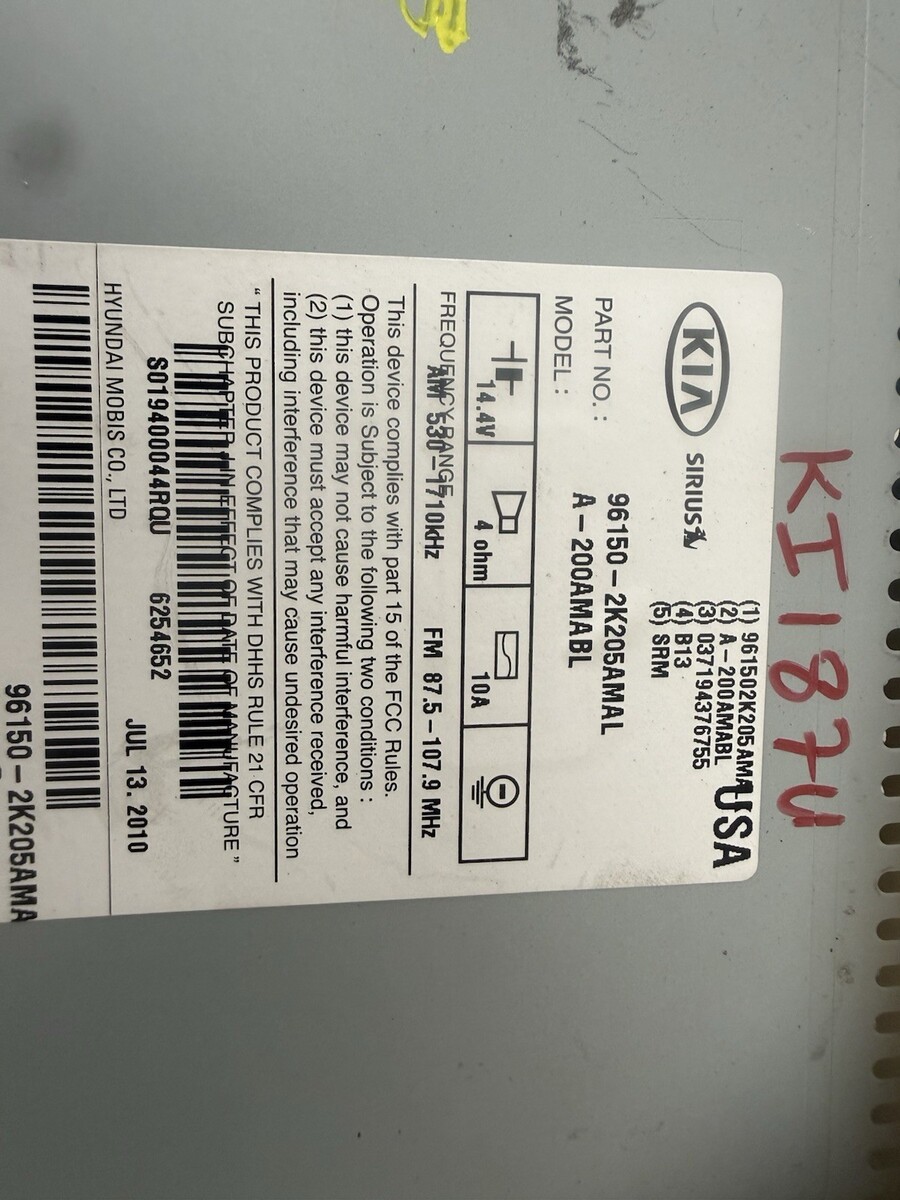 KI187U
KIA SIRIUS
(1) 961502K205AMAL
USA
(2) A-200AMABL
(3) 037194376755
(4) B13
(5) SRM
PART NO. : 96150-2K205AMAL
MODEL : A-200AMABL
14.4V 4 ohm 10A
FREQUENCY RANGE
AM 530-1710kHz FM 87.5-107.9 MHz
This device complies with part 15 of the FCC Rules.
Operation is Subject to the following two conditions :
(1) this device may not cause harmful interference, and
(2) this device must accept any interference received,
including interference that may cause undesired operation
“ THIS PRODUCT COMPLIES WITH DHHS RULE 21 CFR
SUBCHAPTER J IN EFFECT OF DATE OF MANUFACTURE ”
S019400044RQU 6254652
JUL 13. 2010
HYUNDAI MOBIS CO., LTD
96150-2K205AMA